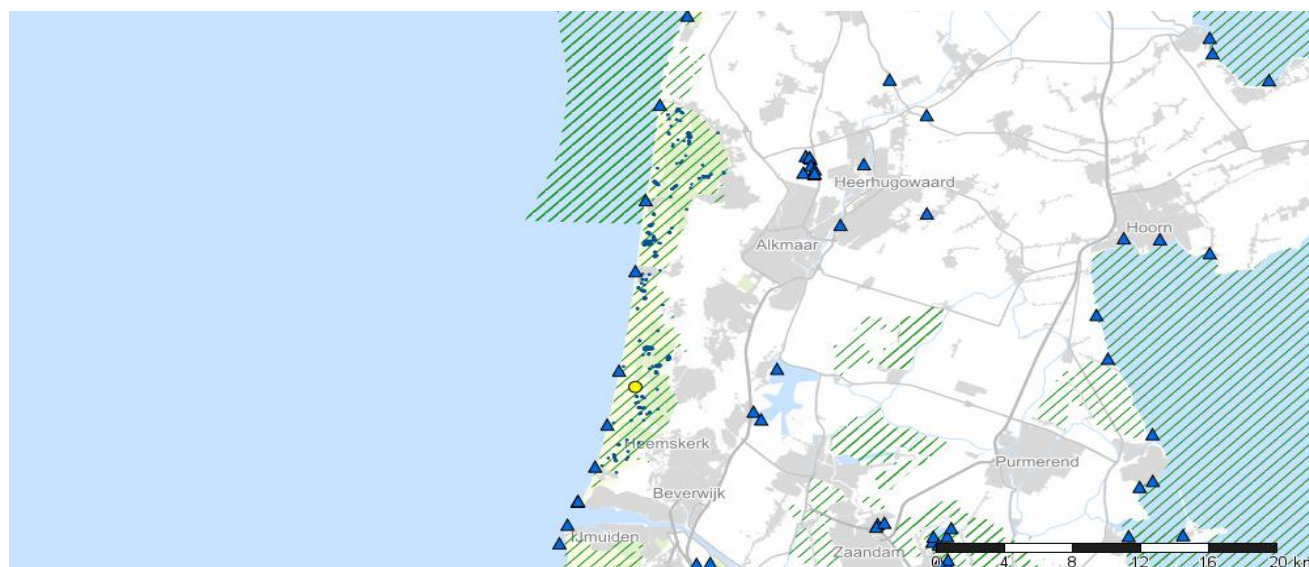 Heerhugowaard
Hoorn
Alkmaar
Heemskerk
Purmerend
Beverwijk
IJmuiden
Zaandam
0 4 8 12 16 20 km